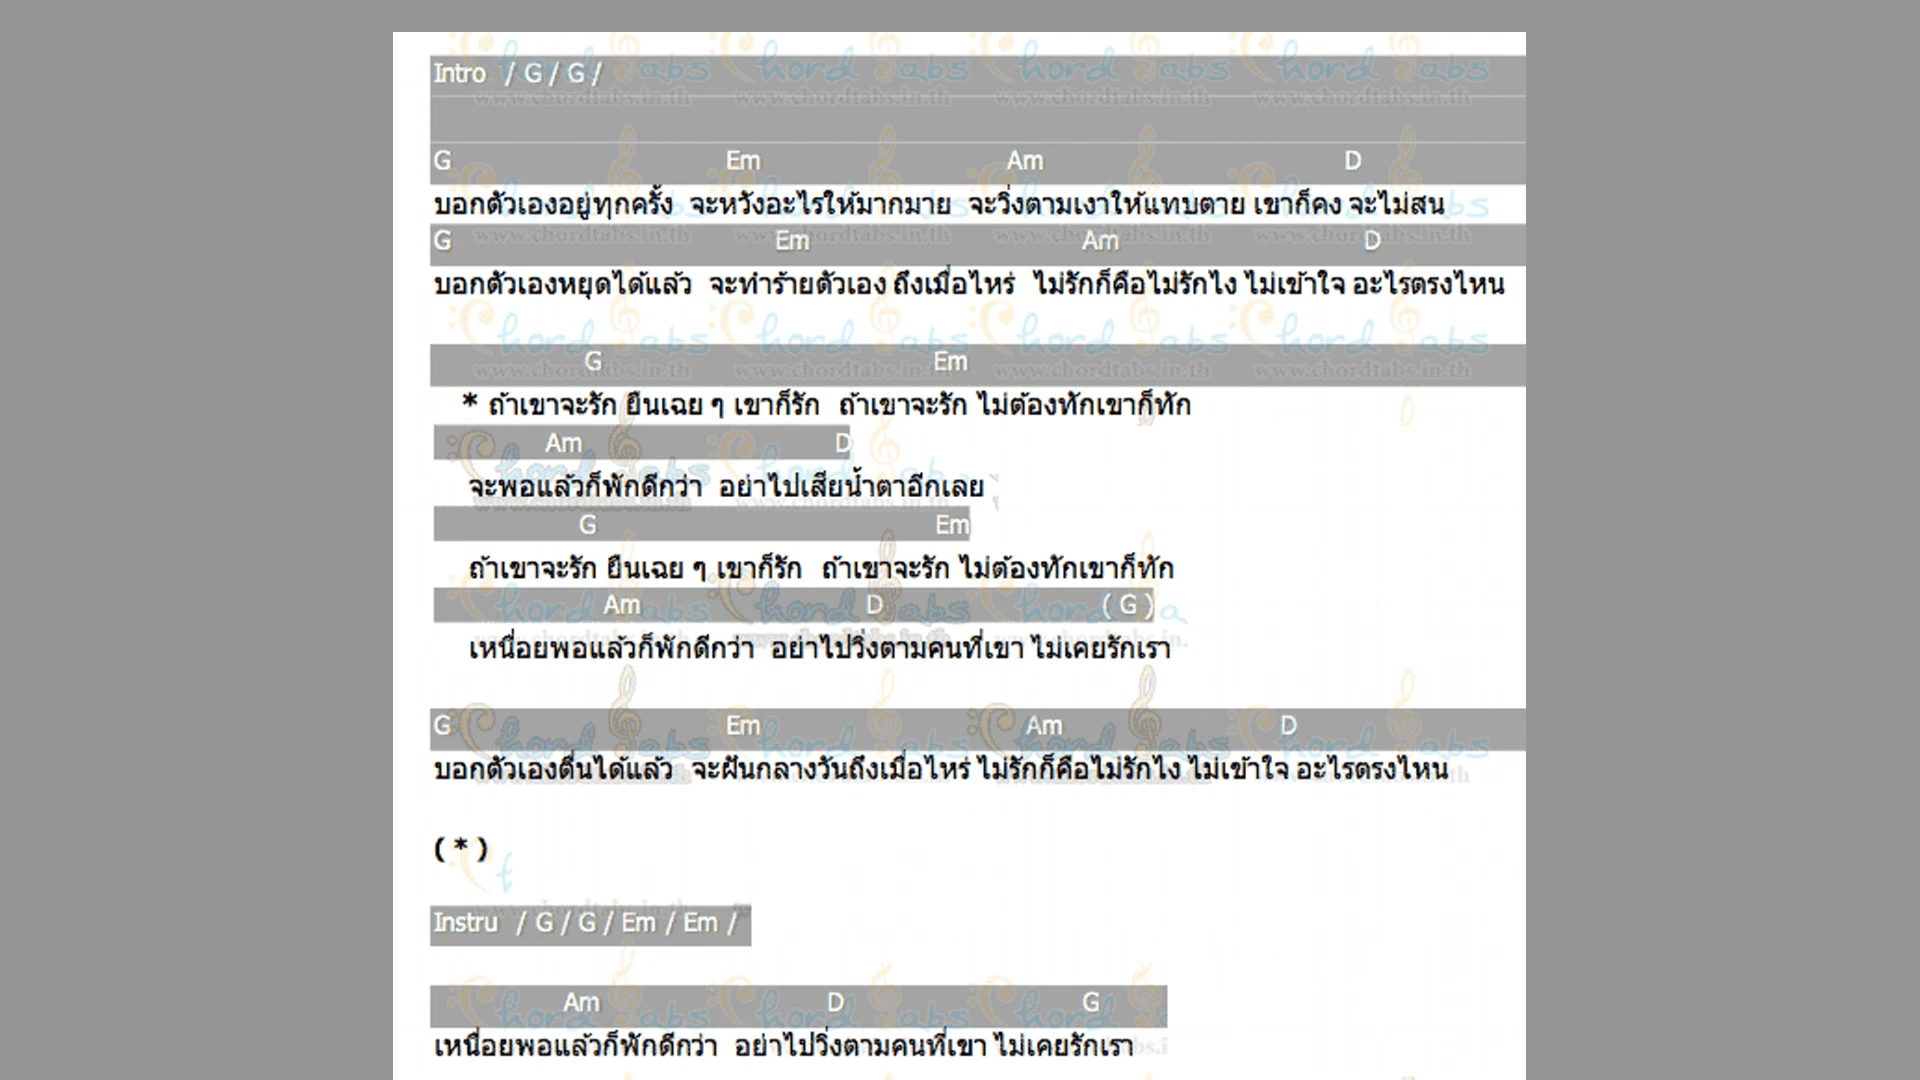 Intro / G / G /
G Em Am D
บอกตัวเองอยู่ทุกครั้ง จะหวังอะไรให้มากมาย จะวิ่งตามเงาให้แทบตาย เขาก็คง จะไม่สน
G Em Am D
บอกตัวเองหยุดได้แล้ว จะทำร้ายตัวเอง ถึงเมื่อไหร่ ไม่รักก็คือไม่รักไง ไม่เข้าใจ อะไรตรงไหน
G Em
* ถ้าเขาจะรัก ยืนเฉย ๆ เขาก็รัก ถ้าเขาจะรัก ไม่ต้องทักเขาก็ทัก
Am D
จะพอแล้วก็พักดีกว่า อย่าไปเสียน้ำตาอีกเลย
G Em
ถ้าเขาจะรัก ยืนเฉย ๆ เขาก็รัก ถ้าเขาจะรัก ไม่ต้องทักเขาก็ทัก
Am D ( G )
เหนื่อยพอแล้วก็พักดีกว่า อย่าไปวิ่งตามคนที่เขา ไม่เคยรักเรา
G Em Am D
บอกตัวเองตื่นได้แล้ว จะฝันกลางวันถึงเมื่อไหร่ ไม่รักก็คือไม่รักไง ไม่เข้าใจ อะไรตรงไหน
( * )
Instru / G / G / Em / Em /
Am D G
เหนื่อยพอแล้วก็พักดีกว่า อย่าไปวิ่งตามคนที่เขา ไม่เคยรักเรา